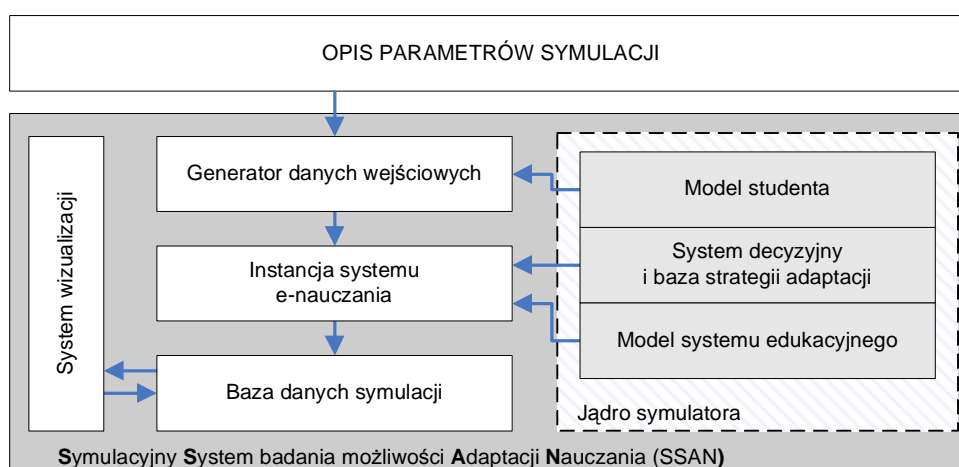 OPIS PARAMETRÓW SYMULACJI
System wizualizacji
Generator danych wejściowych
Instancja systemu
e-nauczania
Baza danych symulacji
Model studenta
System decyzyjny
i baza strategii adaptacji
Model systemu edukacyjnego
Jądro symulatora
Symulacyjny System badania możliwości Adaptacji Nauczania (SSAN)